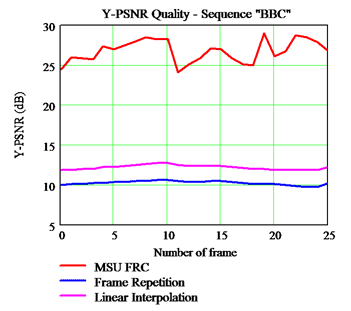 Y-PSNR Quality - Sequence "BBC"
30
25
20
15
10
5
Y-PSNR (dB)
0 5 10 15 20 25
Number of frame
MSU FRC
Frame Repetition
Linear Interpolation